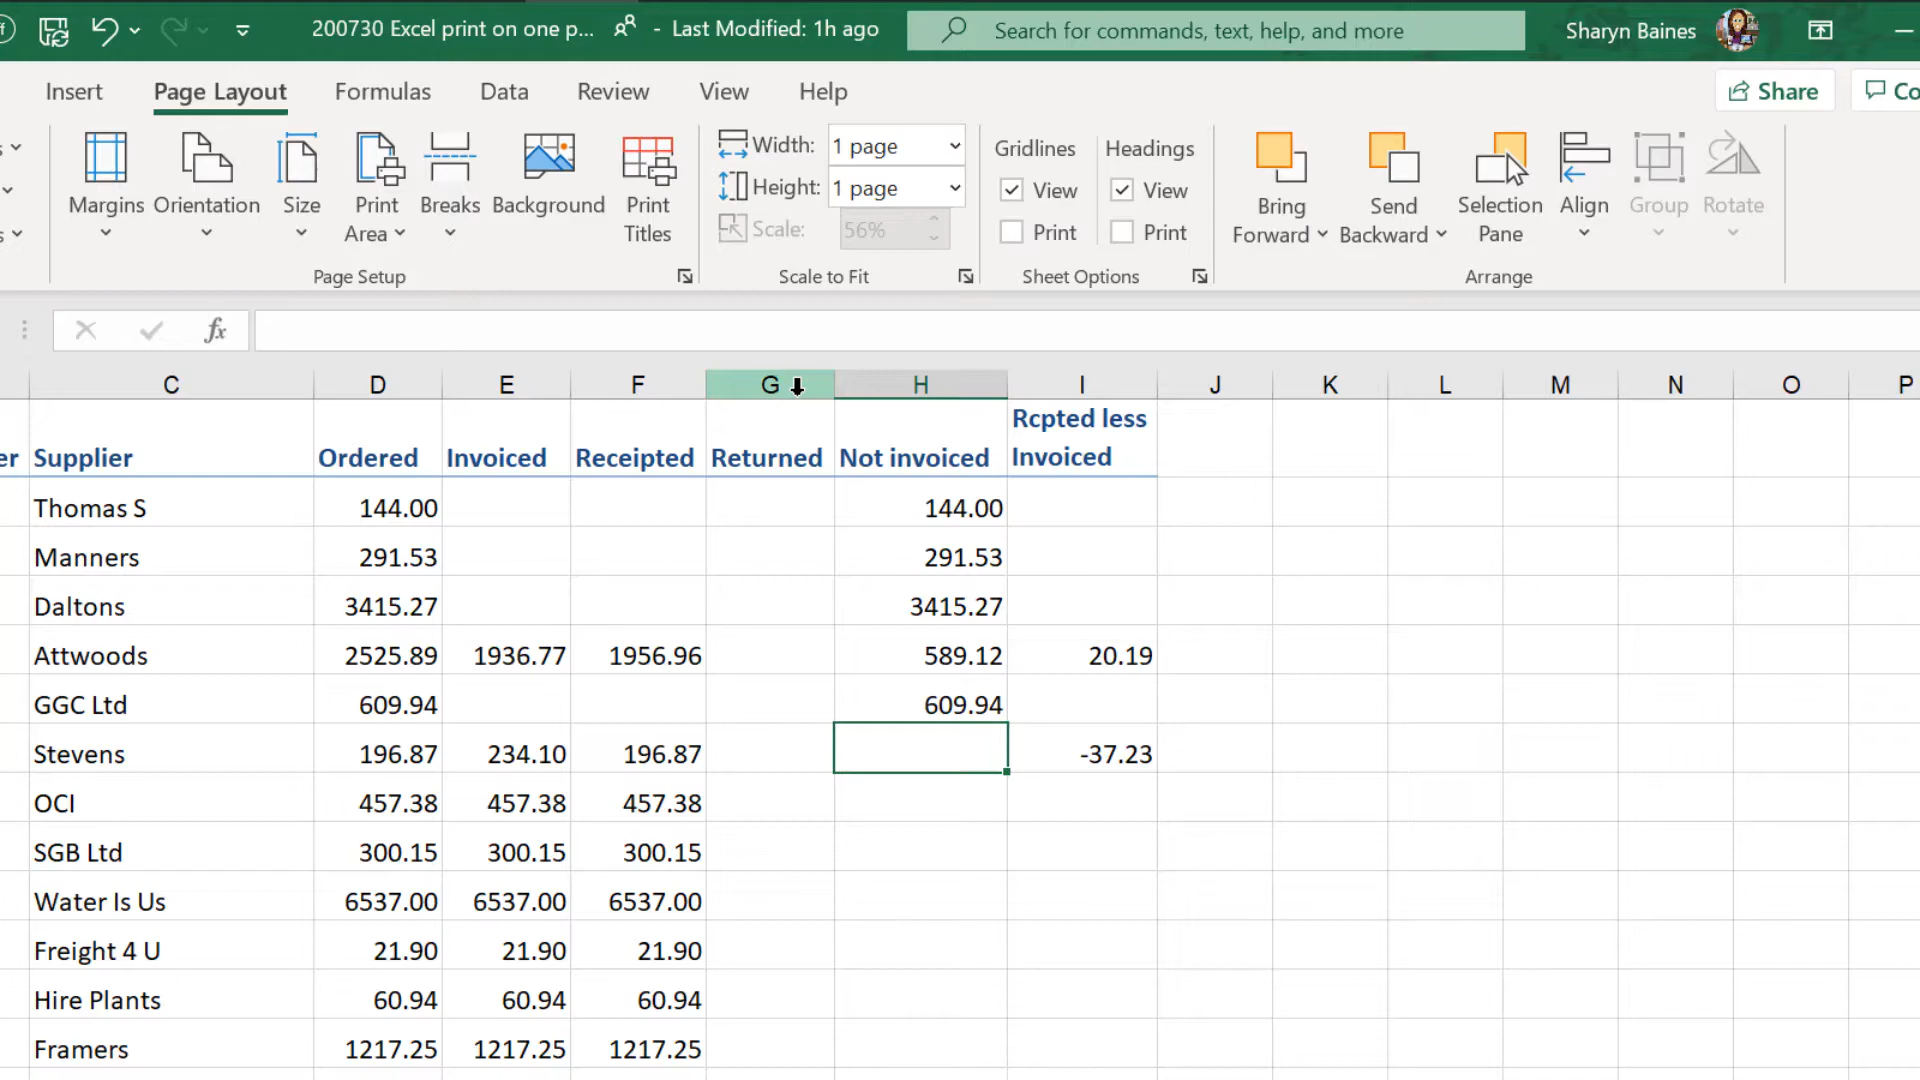 200730 Excel print on one p... - Last Modified: 1h ago
Search for commands, text, help, and more
Sharyn Baines
Insert Page Layout Formulas Data Review View Help
Share Co
Margins Orientation Size Print Area Breaks Background Print Titles
Width: 1 page
Height: 1 page
Scale: 56%
Gridlines Headings
View View
Print Print
Bring Forward Send Backward Selection Pane Align Group Rotate
Page Setup Scale to Fit Sheet Options Arrange
fx
C D E F G H I J K L M N O P
er Supplier Ordered Invoiced Receipted Returned Not invoiced Rcpted less Invoiced
Thomas S 144.00 144.00
Manners 291.53 291.53
Daltons 3415.27 3415.27
Attwoods 2525.89 1936.77 1956.96 589.12 20.19
GGC Ltd 609.94 609.94
Stevens 196.87 234.10 196.87 -37.23
OCI 457.38 457.38 457.38
SGB Ltd 300.15 300.15 300.15
Water Is Us 6537.00 6537.00 6537.00
Freight 4 U 21.90 21.90 21.90
Hire Plants 60.94 60.94 60.94
Framers 1217.25 1217.25 1217.25